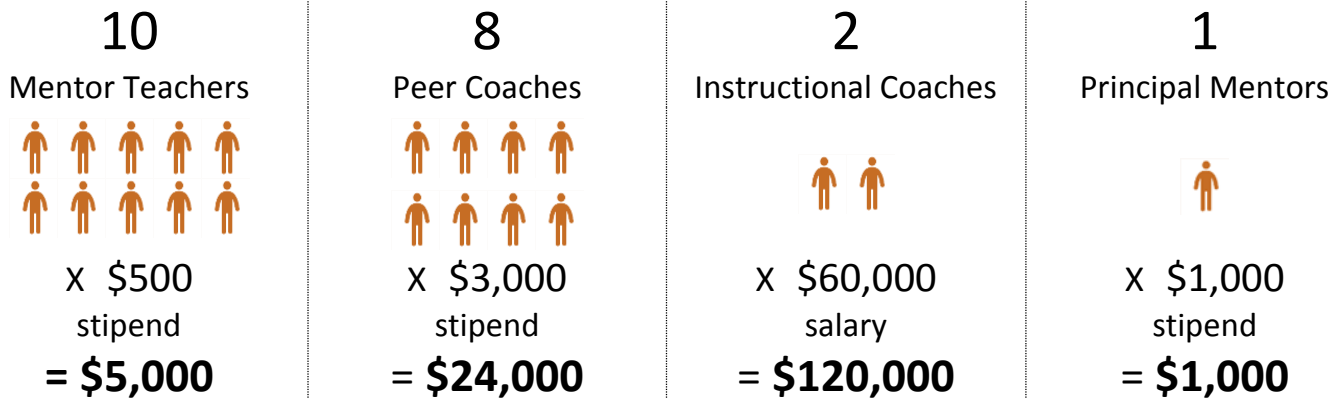 10
Mentor Teachers
X $500
stipend
= $5,000
8
Peer Coaches
X $3,000
stipend
= $24,000
2
Instructional Coaches
X $60,000
salary
= $120,000
1
Principal Mentors
X $1,000
stipend
= $1,000